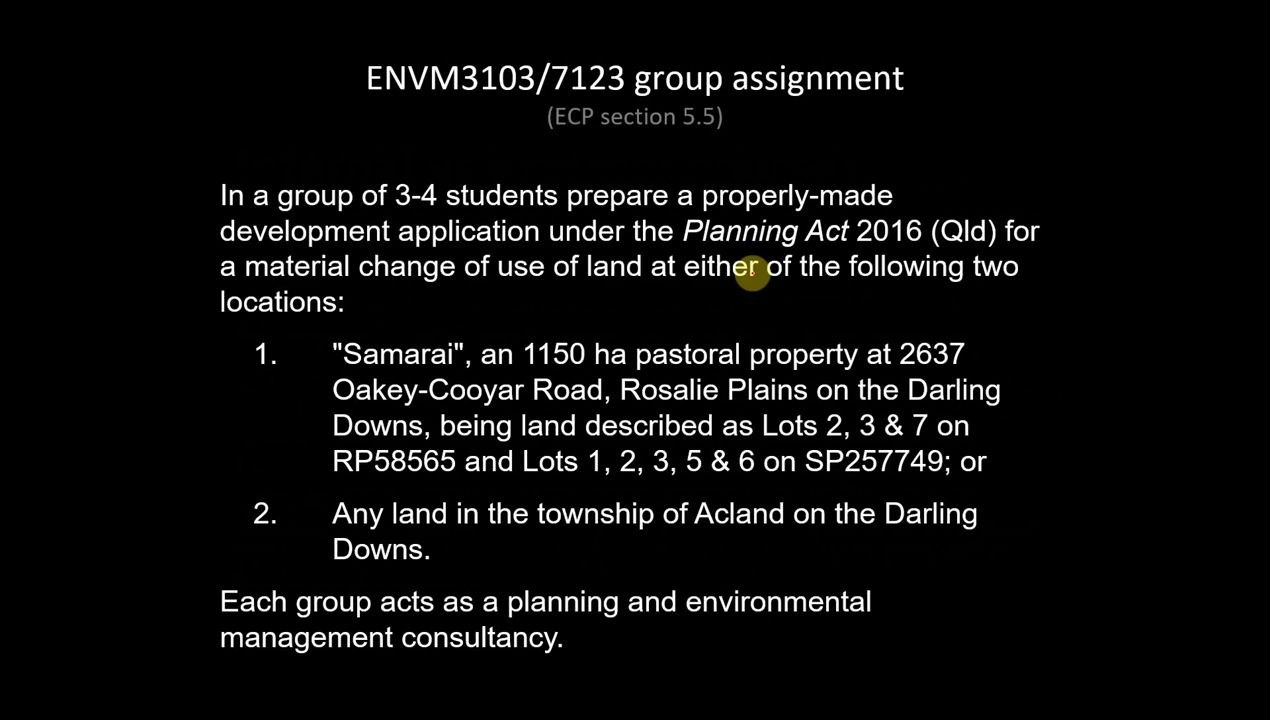 ENVM3103/7123 group assignment
(ECP section 5.5)
In a group of 3-4 students prepare a properly-made
development application under the Planning Act 2016 (Qld) for
a material change of use of land at either of the following two
locations:
1. "Samarai", an 1150 ha pastoral property at 2637
Oakey-Cooyar Road, Rosalie Plains on the Darling
Downs, being land described as Lots 2, 3 & 7 on
RP58565 and Lots 1, 2, 3, 5 & 6 on SP257749; or
2. Any land in the township of Acland on the Darling
Downs.
Each group acts as a planning and environmental
management consultancy.